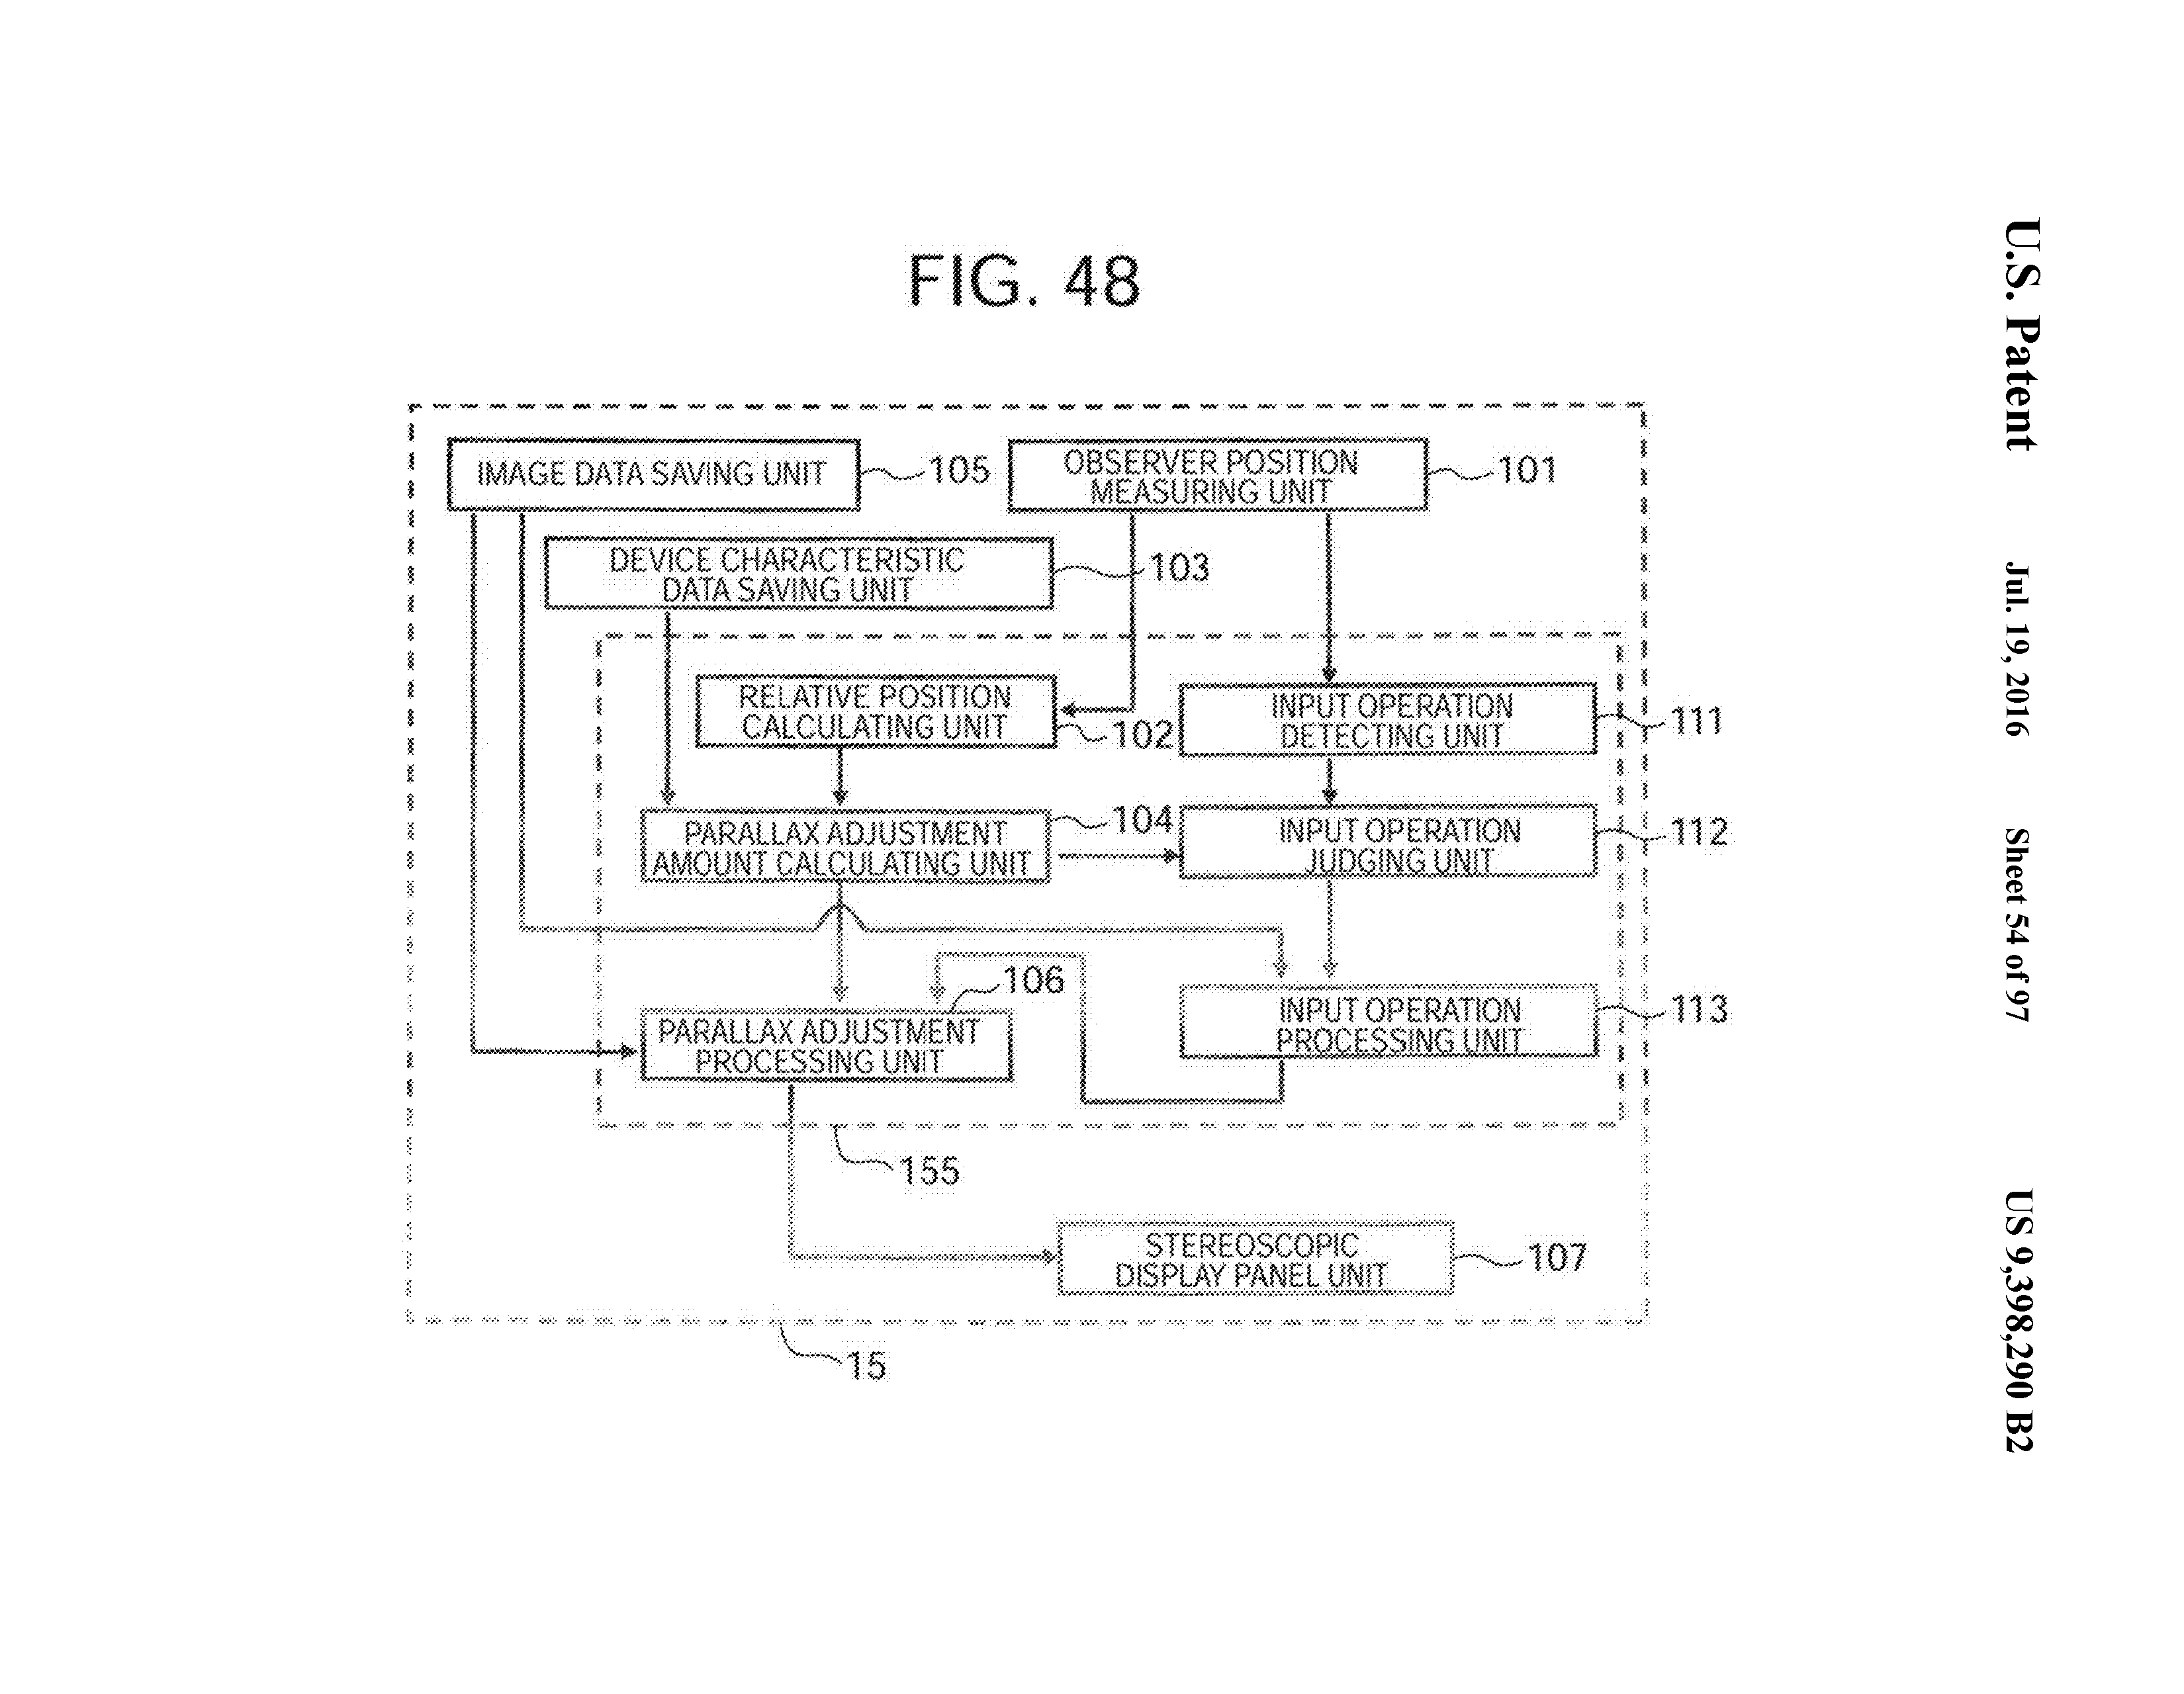 U.S. Patent
Jul. 19, 2016
Sheet 54 of 97
US 9,398,290 B2
FIG. 48
IMAGE DATA SAVING UNIT
105
OBSERVER POSITION
MEASURING UNIT
101
DEVICE CHARACTERISTIC
DATA SAVING UNIT
103
RELATIVE POSITION
CALCULATING UNIT
102
INPUT OPERATION
DETECTING UNIT
111
PARALLAX ADJUSTMENT
AMOUNT CALCULATING UNIT
104
INPUT OPERATION
JUDGING UNIT
112
106
PARALLAX ADJUSTMENT
PROCESSING UNIT
INPUT OPERATION
PROCESSING UNIT
113
155
STEREOSCOPIC
DISPLAY PANEL UNIT
107
15